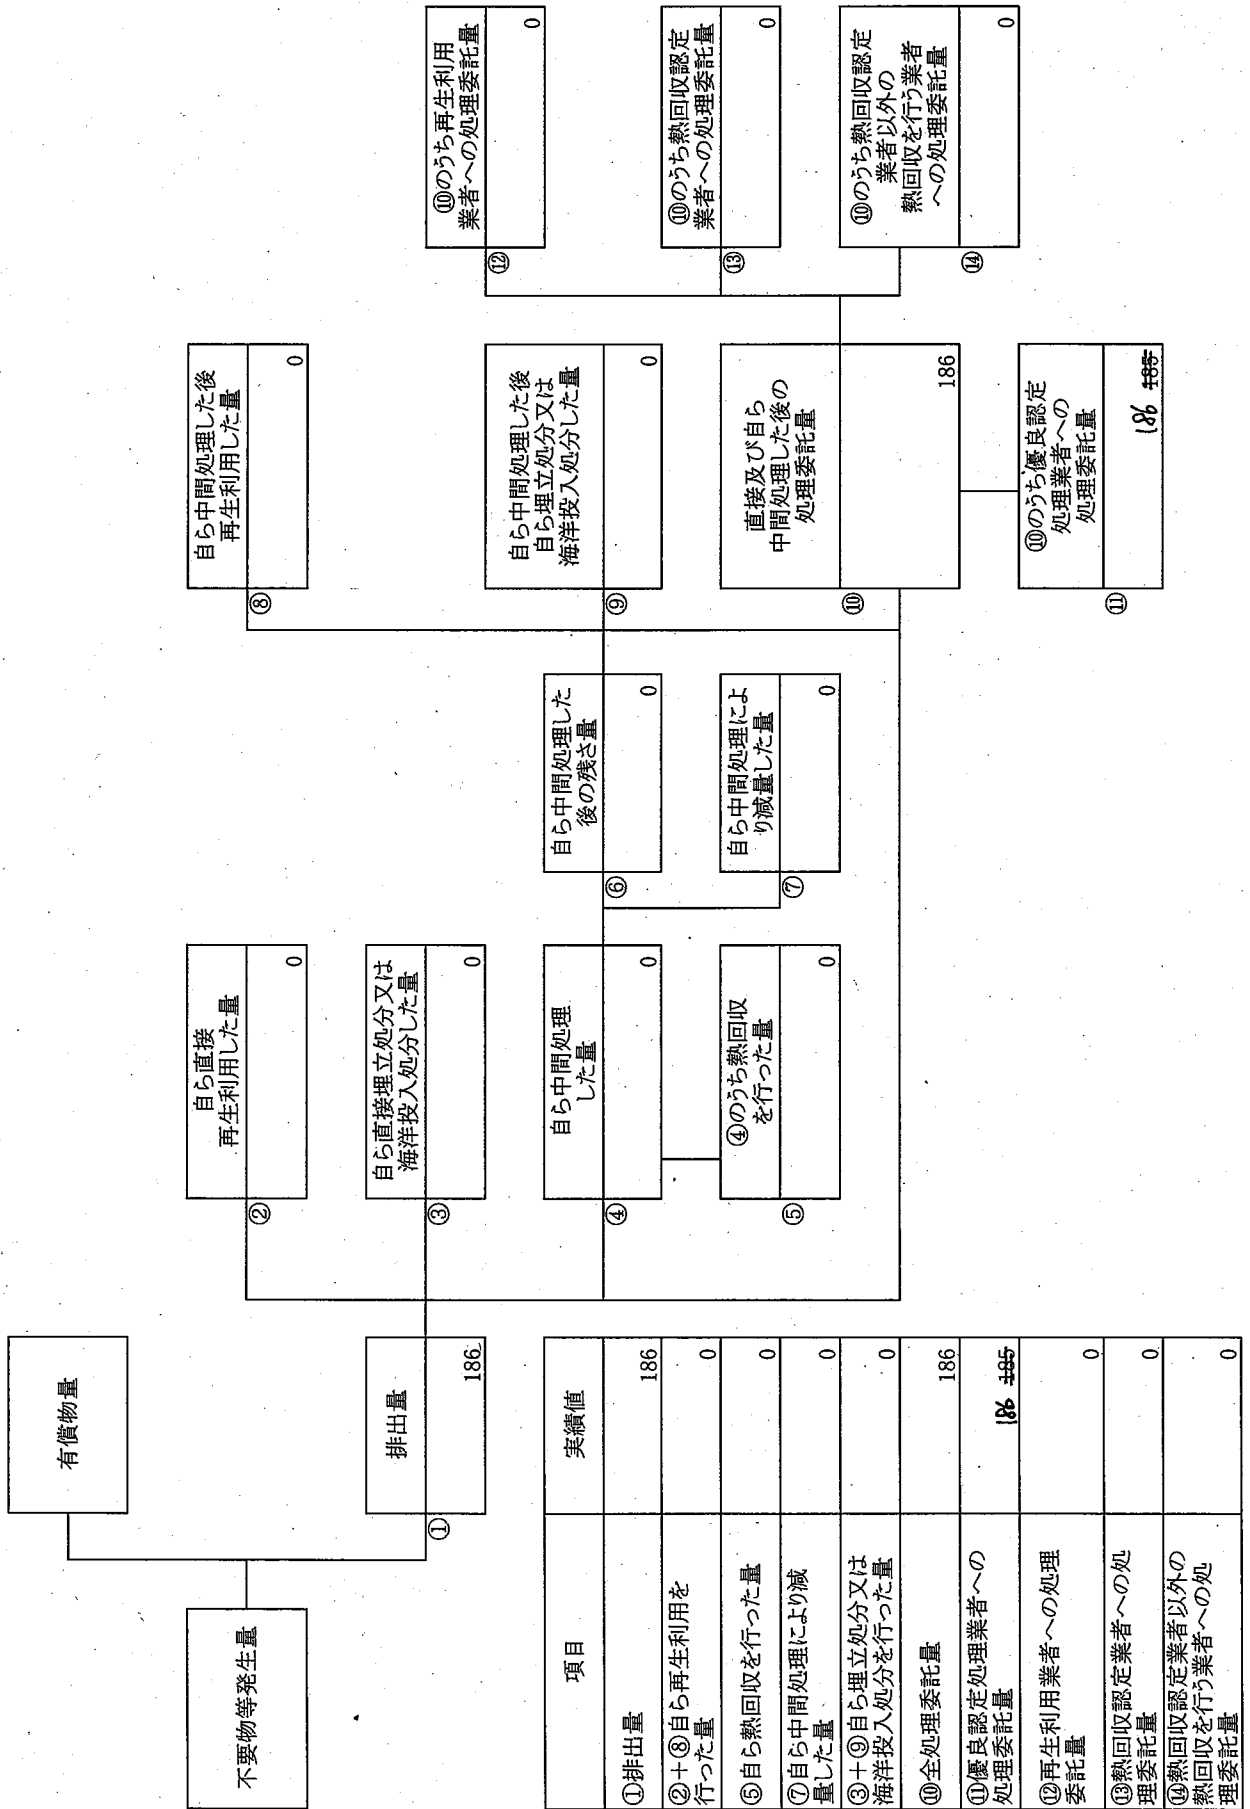 有償物量
不要物等発生量
排出量
①
186
自ら直接
再生利用した量
②
0
自ら直接埋立処分又は
海洋投入処分した量
③
0
自ら中間処理
した量
④
0
④のうち熱回収
を行った量
⑤
0
自ら中間処理した
後の残さ量
⑥
0
自ら中間処理によ
り減量した量
⑦
0
自ら中間処理した後
再生利用した量
⑧
0
自ら中間処理した後
自ら埋立処分又は
海洋投入処分した量
⑨
0
直接及び自ら
中間処理した後の
処理委託量
⑩
186
⑩のうち優良認定
処理業者への
処理委託量
⑪
186 185
⑩のうち再生利用
業者への処理委託量
⑫
0
⑩のうち熱回収認定
業者への処理委託量
⑬
0
⑩のうち熱回収認定
業者以外の
熱回収を行う業者
への処理委託量
⑭
0
項目 実績値
①排出量 186
②+⑧自ら再生利用を
行った量 0
⑤自ら熱回収を行った量 0
⑦自ら中間処理により減
量した量 0
③+⑨自ら埋立処分又は
海洋投入処分を行った量 0
⑩全処理委託量 186
⑪優良認定処理業者への
処理委託量 186 185
⑫再生利用業者への処理
委託量 0
⑬熱回収認定業者への処
理委託量 0
⑭熱回収認定業者以外の
熱回収を行う業者への処
理委託量 0